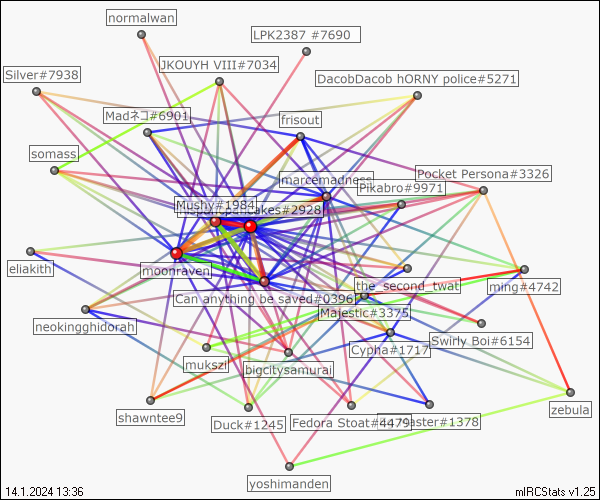 normalwan
LPK2387 #7690
Silver#7938
JKOUYH VIII#7034
DacobDacob hORNY police#5271
Madネコ#6901
frisout
somass
marcemadness
Pikabro#9971
Pocket Persona#3326
Mushy#1984
cakes#2928
eliakith
moonraven
the_second_twat
ming#4742
Can anything be saved#0396
Majestic#3375
neokingghidorah
mukszi
bigcitysamurai
Cypha#1717
Swirly Boi#6154
shawntee9
Duck#1245
Fedora Stoat#4479
aster#1378
zebula
yoshimanden
14.1.2024 13:36
mIRCStats v1.25